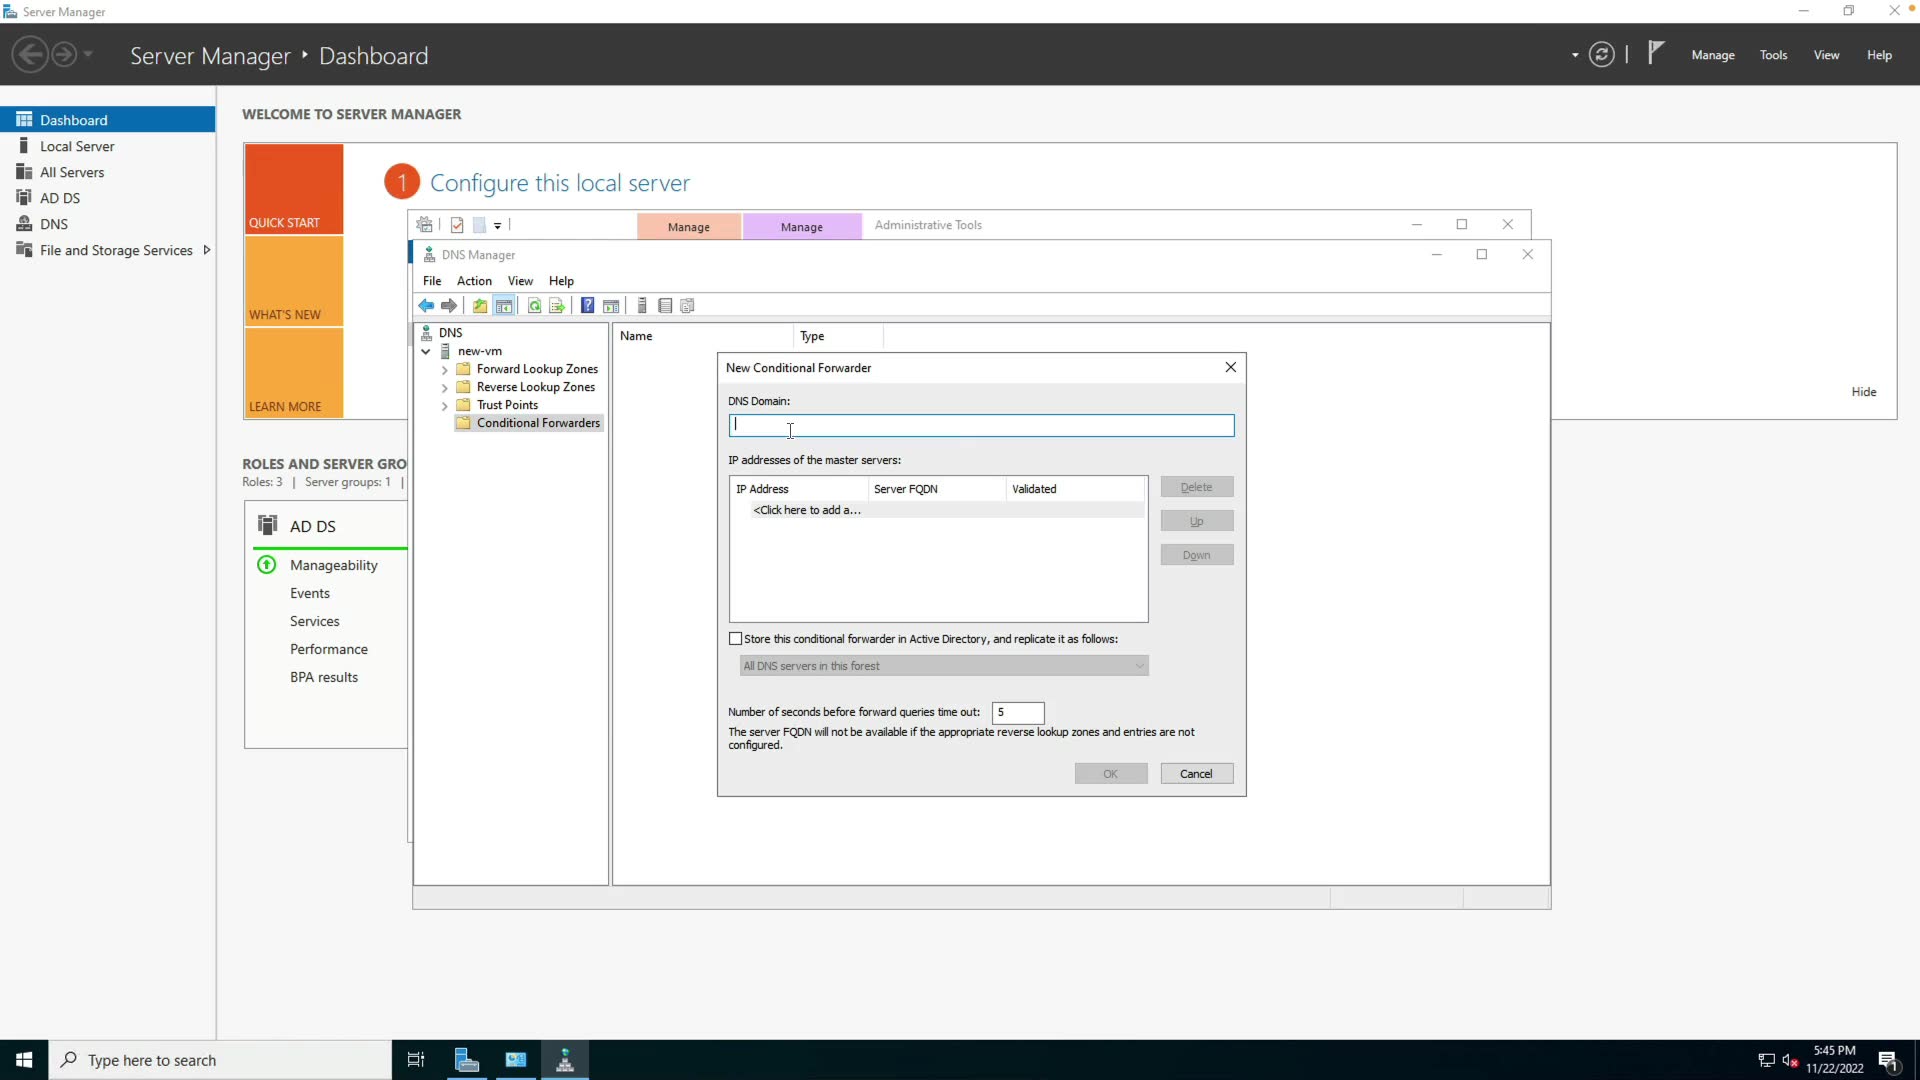 Server Manager
Server Manager ‣ Dashboard
Manage
Tools
View
Help
Dashboard
Local Server
All Servers
AD DS
DNS
File and Storage Services
WELCOME TO SERVER MANAGER
QUICK START
WHAT'S NEW
LEARN MORE
1 Configure this local server
Hide
ROLES AND SERVER GRO
Roles: 3 | Server groups: 1 |
AD DS
Manageability
Events
Services
Performance
BPA results
Manage
Manage
Administrative Tools
DNS Manager
File Action View Help
DNS
new-vm
Forward Lookup Zones
Reverse Lookup Zones
Trust Points
Conditional Forwarders
Name Type
New Conditional Forwarder
DNS Domain:
IP addresses of the master servers:
IP Address Server FQDN Validated
<Click here to add a...
Delete
Up
Down
Store this conditional forwarder in Active Directory, and replicate it as follows:
All DNS servers in this forest
Number of seconds before forward queries time out: 5
The server FQDN will not be available if the appropriate reverse lookup zones and entries are not
configured.
OK Cancel
Type here to search
5:45 PM
11/22/2022
1